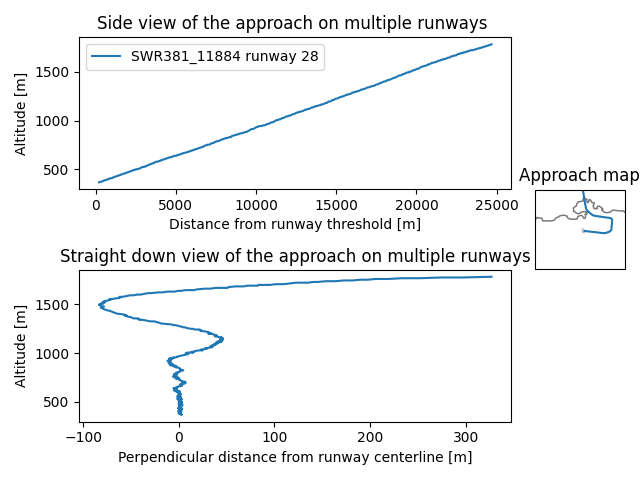 Side view of the approach on multiple runways
SWR381_11884 runway 28
Altitude [m]
1500
1000
500
0
5000
10000
15000
20000
25000
Distance from runway threshold [m]
Approach map
Straight down view of the approach on multiple runways
Altitude [m]
1500
1000
500
−100
0
100
200
300
Perpendicular distance from runway centerline [m]